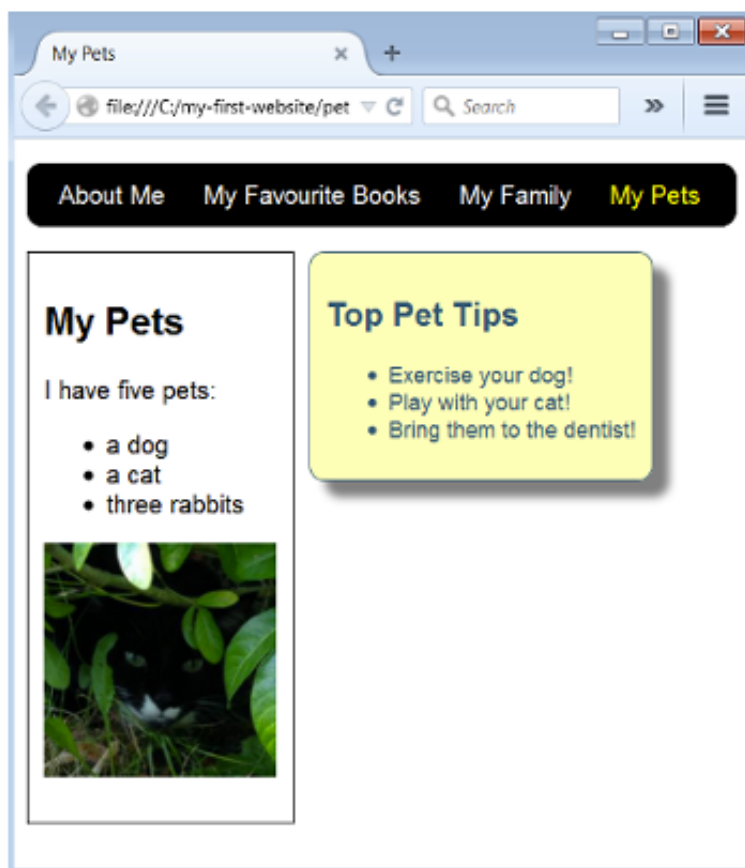 My Pets
file:///C:/my-first-website/pet
Search
About Me My Favourite Books My Family My Pets
My Pets
I have five pets:
• a dog
• a cat
• three rabbits
Top Pet Tips
• Exercise your dog!
• Play with your cat!
• Bring them to the dentist!